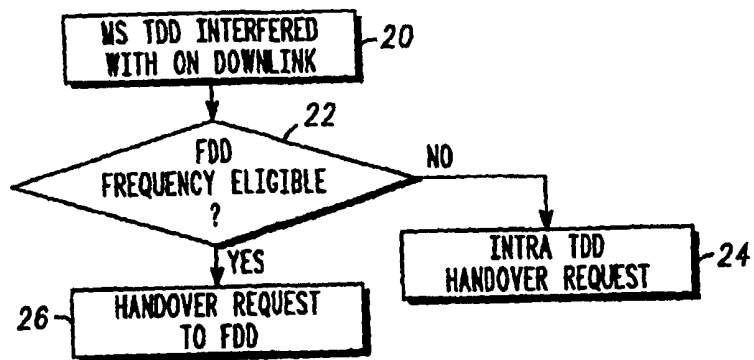 MS TDD INTERFERED
WITH ON DOWNLINK
20
22
FDD
FREQUENCY ELIGIBLE
?
NO
YES
INTRA TDD
HANDOVER REQUEST
24
26
HANDOVER REQUEST
TO FDD